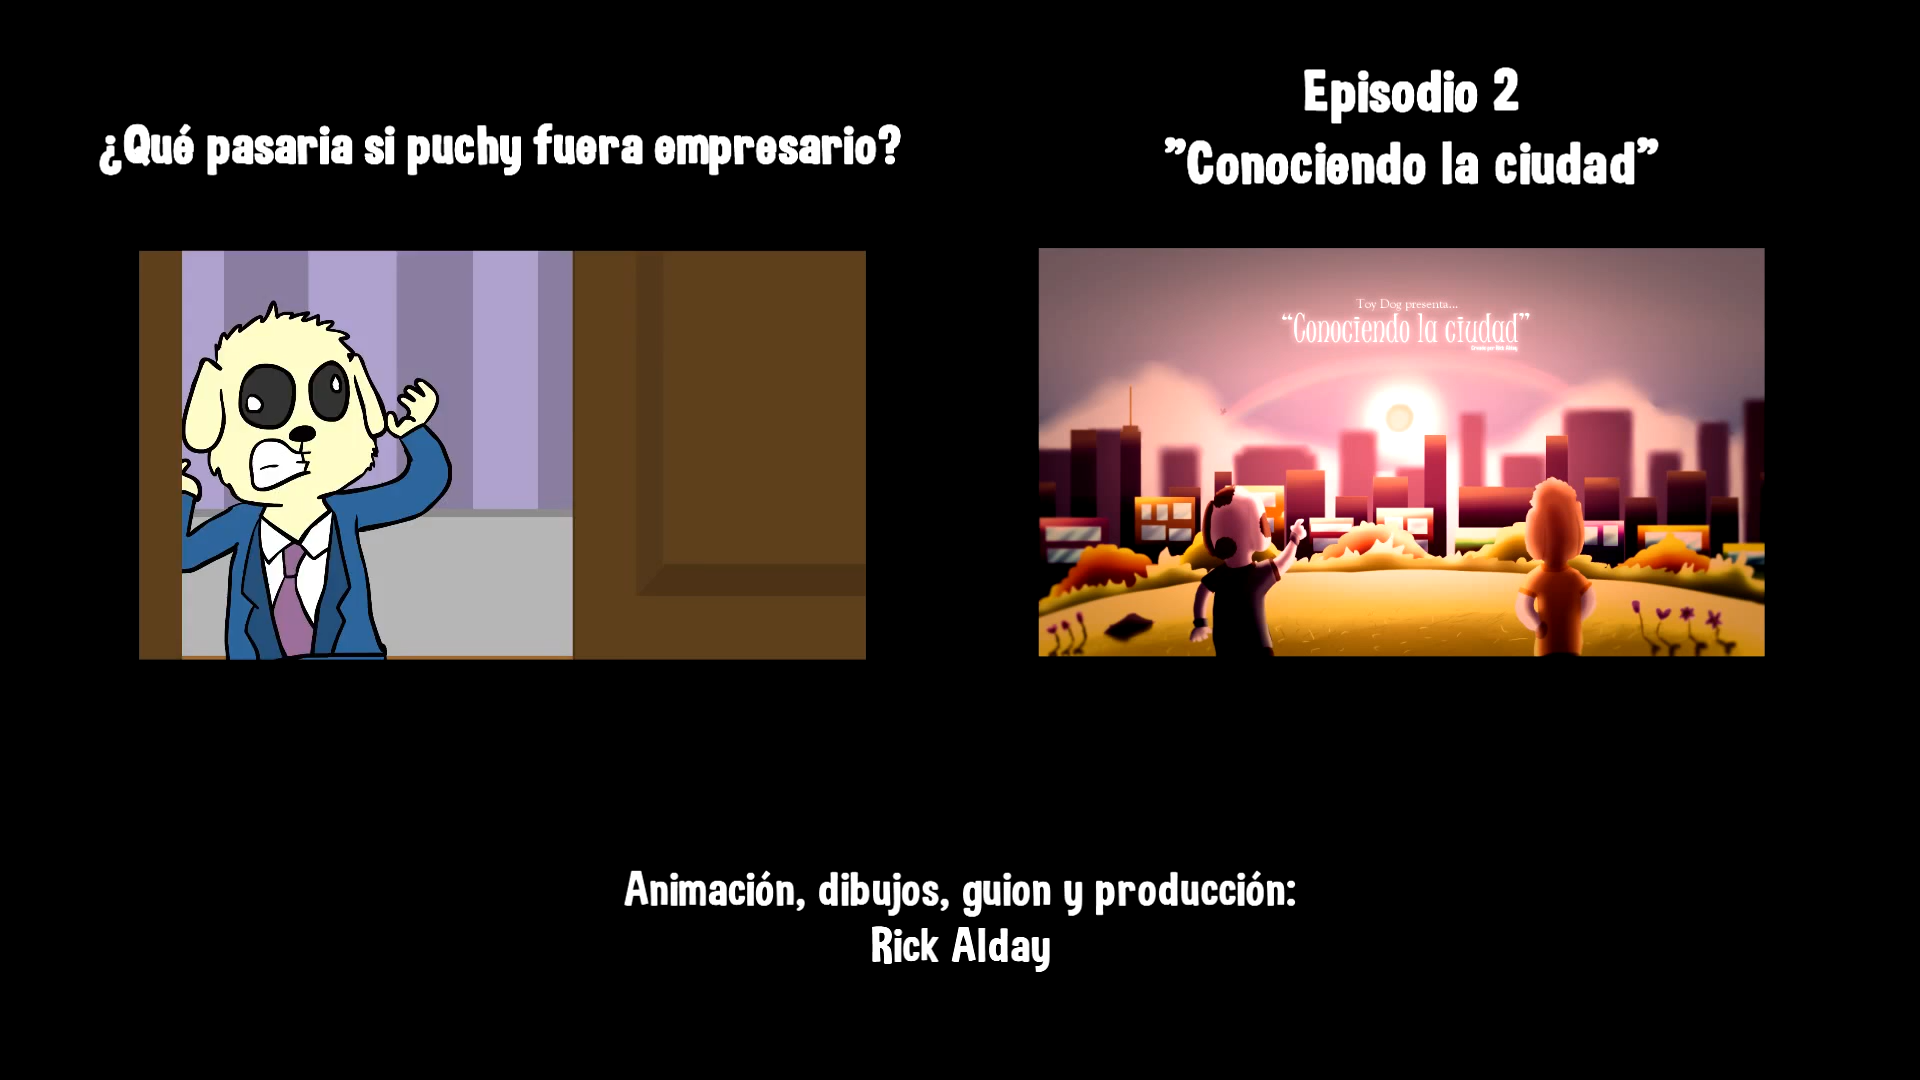 ¿Qué pasaria si puchy fuera empresario?
Episodio 2
”Conociendo la ciudad”
Toy Dog presenta...
“Conociendo la ciudad”
Animación, dibujos, guion y producción:
Rick Alday